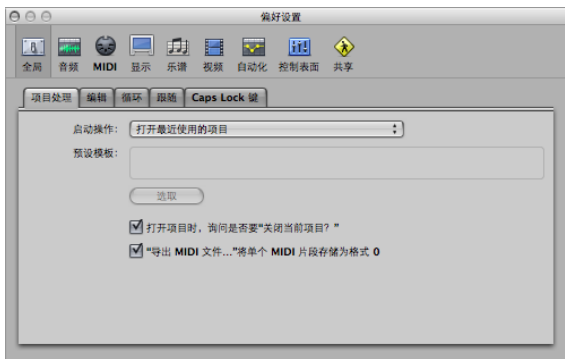 偏好设置
全局 音频 MIDI 显示 乐谱 视频 自动化 控制表面 共享
项目处理 编辑 循环 跟随 Caps Lock 键
启动操作: 打开最近使用的项目
预设模板:
选取
打开项目时，询问是否要“关闭当前项目？”
“导出 MIDI 文件...”将单个 MIDI 片段存储为格式 0